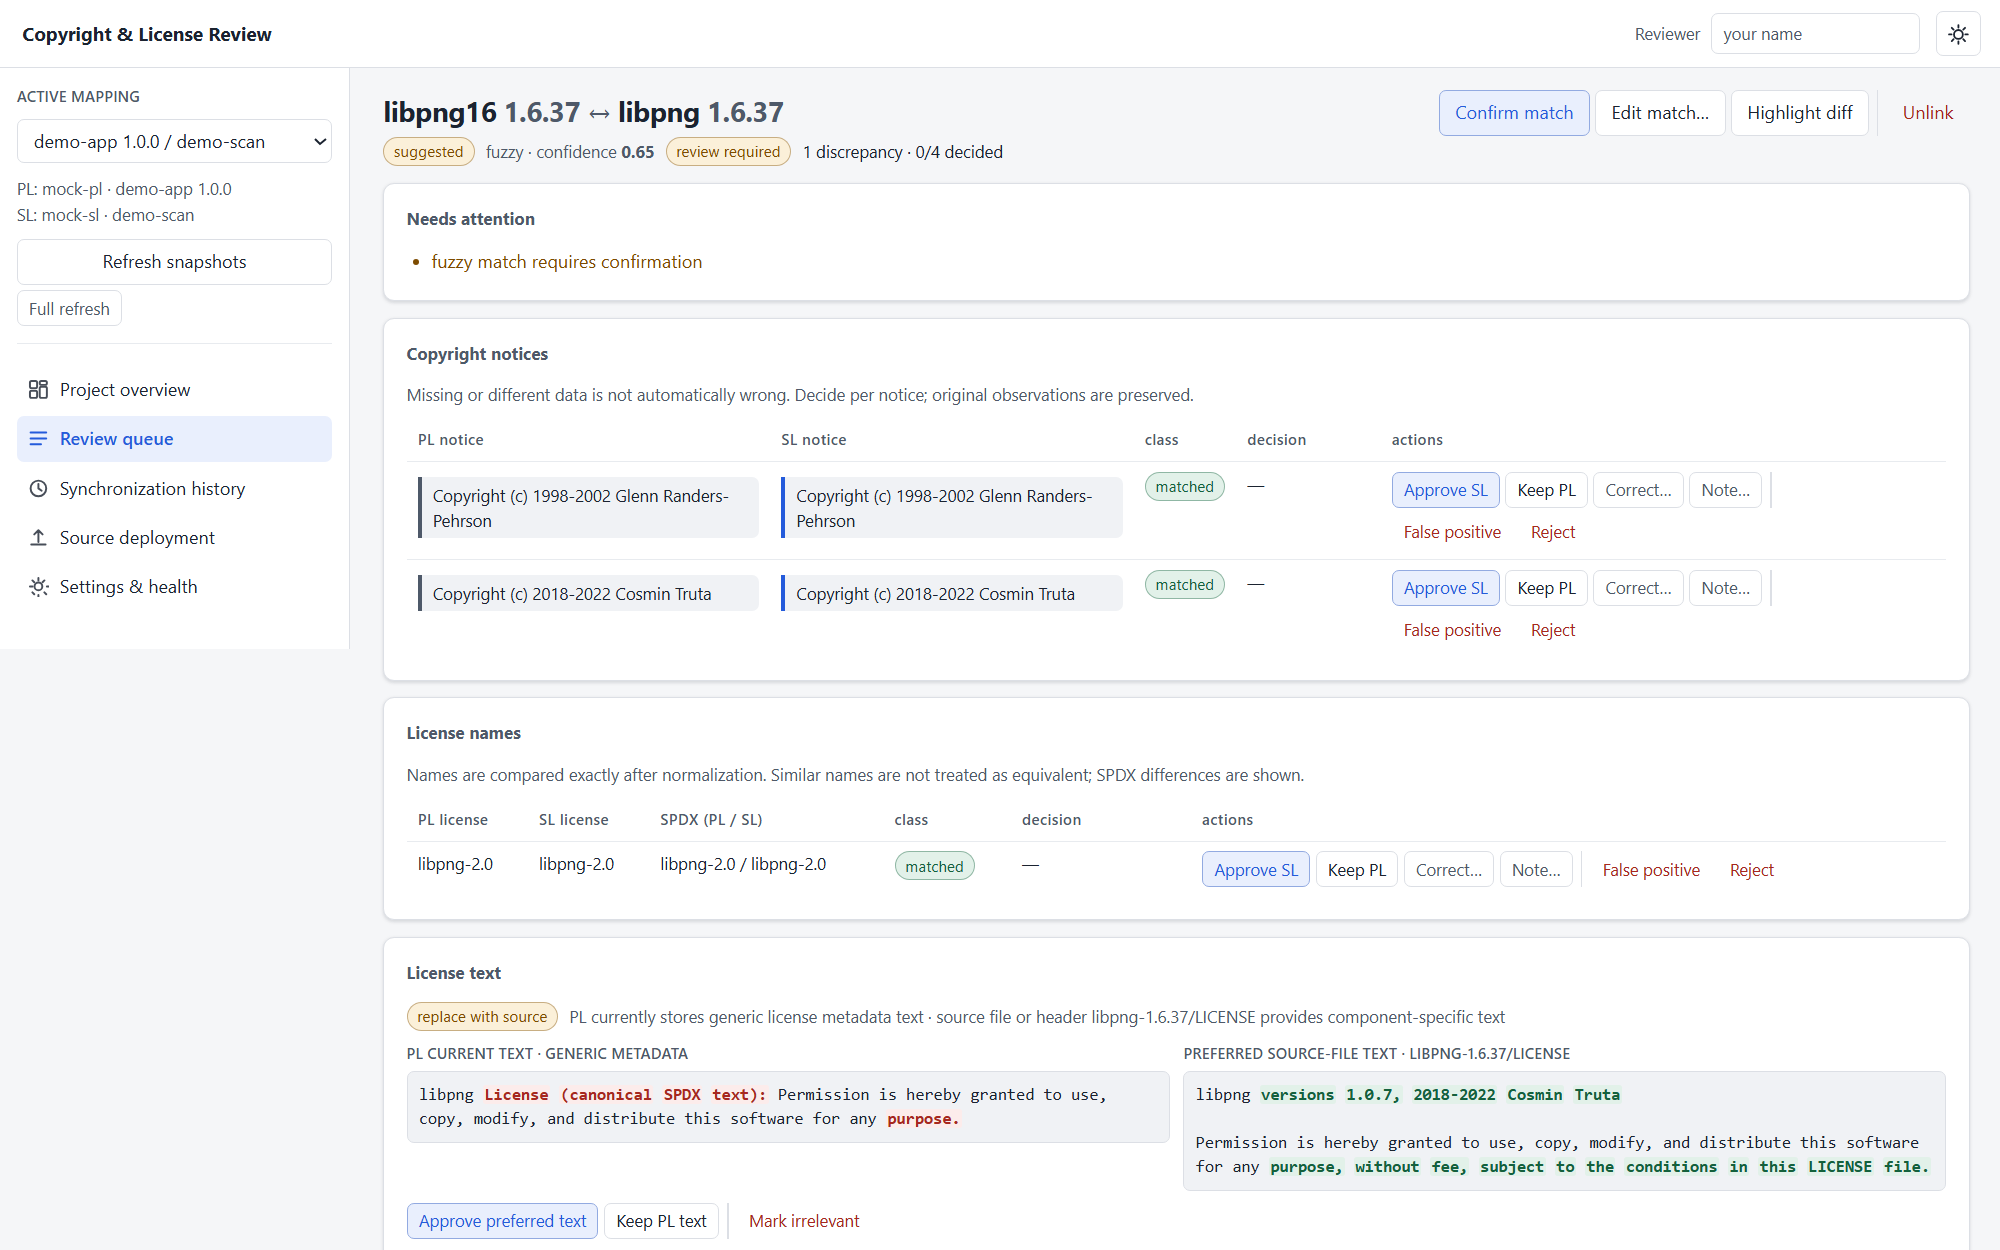 Copyright & License Review
Reviewer
your name
ACTIVE MAPPING
demo-app 1.0.0 / demo-scan
PL: mock-pl · demo-app 1.0.0
SL: mock-sl · demo-scan
Refresh snapshots
Full refresh
Project overview
Review queue
Synchronization history
Source deployment
Settings & health
libpng16 1.6.37 ↔ libpng 1.6.37
Confirm match
Edit match...
Highlight diff
Unlink
suggested
fuzzy · confidence 0.65
review required
1 discrepancy · 0/4 decided
Needs attention
• fuzzy match requires confirmation
Copyright notices
Missing or different data is not automatically wrong. Decide per notice; original observations are preserved.
PL notice SL notice class decision actions
Copyright (c) 1998-2002 Glenn Randers-
Pehrson
Copyright (c) 1998-2002 Glenn Randers-
Pehrson
matched
—
Approve SL Keep PL Correct... Note...
False positive Reject
Copyright (c) 2018-2022 Cosmin Truta
Copyright (c) 2018-2022 Cosmin Truta
matched
—
Approve SL Keep PL Correct... Note...
False positive Reject
License names
Names are compared exactly after normalization. Similar names are not treated as equivalent; SPDX differences are shown.
PL license SL license SPDX (PL / SL) class decision actions
libpng-2.0 libpng-2.0 libpng-2.0 / libpng-2.0 matched — Approve SL Keep PL Correct... Note... False positive Reject
License text
replace with source PL currently stores generic license metadata text · source file or header libpng-1.6.37/LICENSE provides component-specific text
PL CURRENT TEXT · GENERIC METADATA
libpng License (canonical SPDX text): Permission is hereby granted to use,
copy, modify, and distribute this software for any purpose.
PREFERRED SOURCE-FILE TEXT · LIBPNG-1.6.37/LICENSE
libpng versions 1.0.7, 2018-2022 Cosmin Truta
Permission is hereby granted to use, copy, modify, and distribute this software
for any purpose, without fee, subject to the conditions in this LICENSE file.
Approve preferred text Keep PL text Mark irrelevant